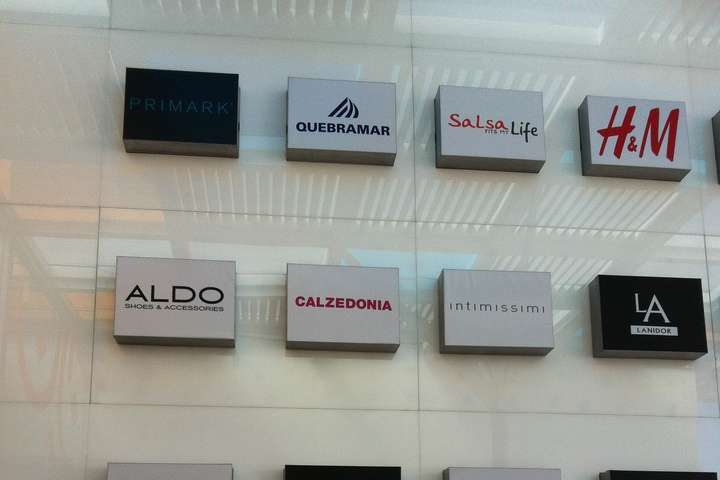 PRIMARK
QUEBRAMAR
Salsa
FITS MY Life
H&M
ALDO
SHOES & ACCESSORIES
CALZEDONIA
intimissimi
LA
LANIDOR